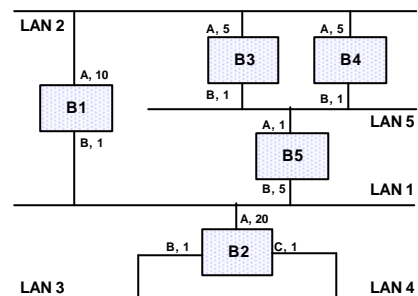 LAN 2
A, 5
A, 5
B3
B4
A, 10
B1
B, 1
B, 1
LAN 5
A, 1
B, 1
B5
B, 5
LAN 1
A, 20
B, 1
B2
C, 1
LAN 3
LAN 4